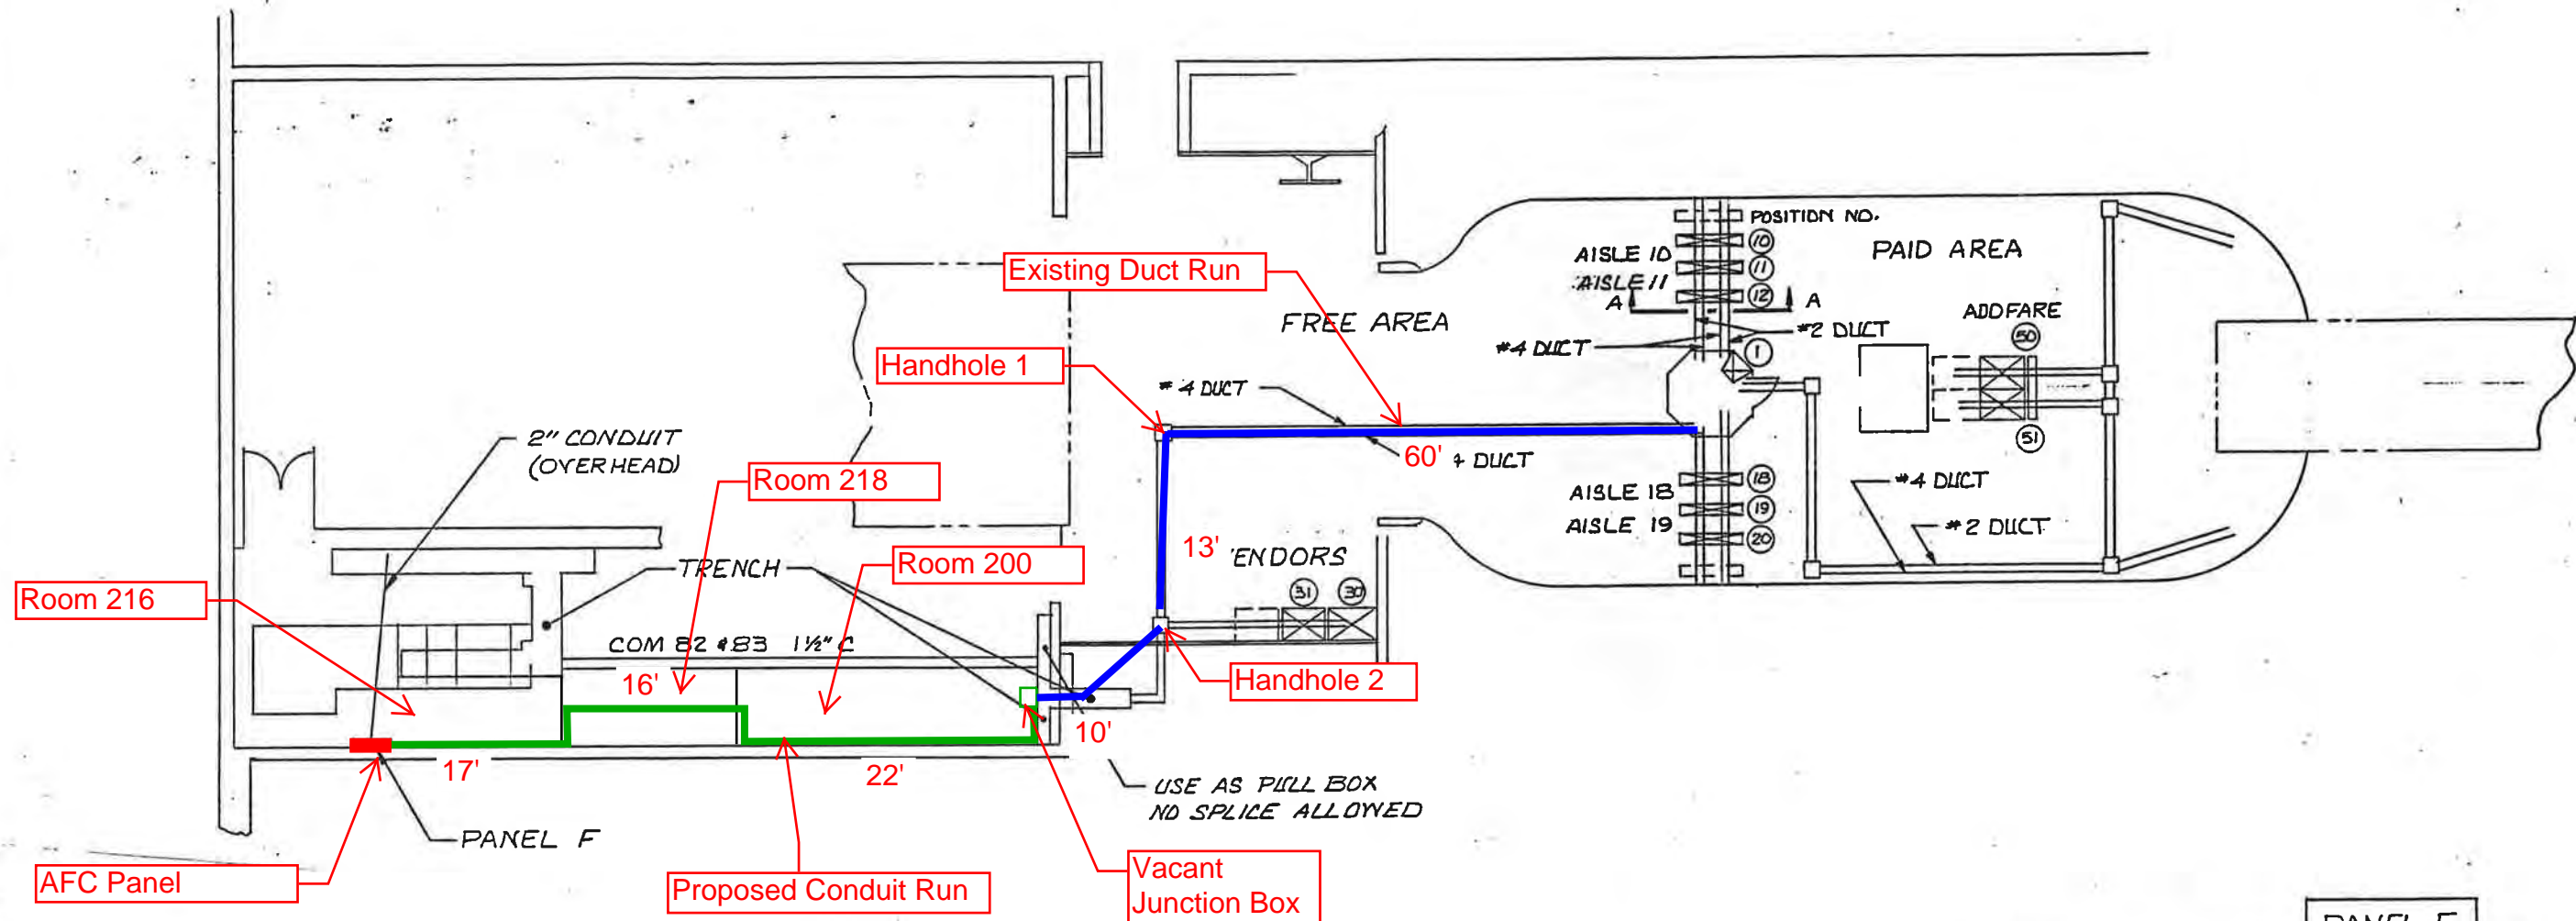 POSITION NO.
AISLE 10
10
PAID AREA
AISLE 11
11
12
A
A
Existing Duct Run
FREE AREA
#2 DUCT
ADDFARE
50
#4 DUCT
1
Handhole 1
# 4 DUCT
51
2" CONDUIT
(OVERHEAD)
60'
DUCT
Room 218
AISLE 18
18
#4 DUCT
AISLE 19
19
#2 DUCT
20
13'
ENDORS
TRENCH
Room 200
Room 216
31
30
COM 82 & 83 1½" C
16'
Handhole 2
10'
17'
22'
USE AS PULL BOX
NO SPLICE ALLOWED
PANEL F
AFC Panel
Proposed Conduit Run
Vacant
Junction Box
PANEL F